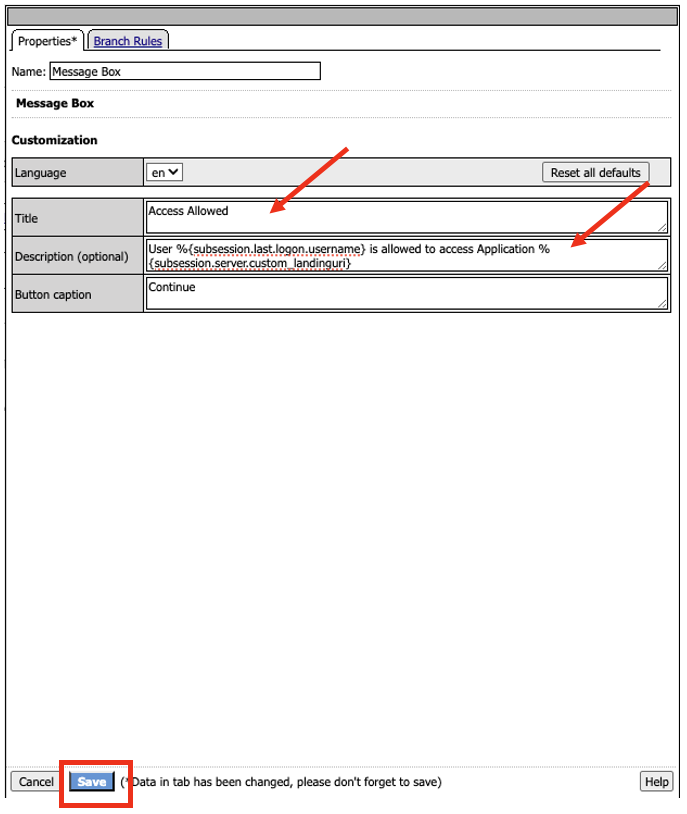 Properties* Branch Rules
Name: Message Box
Message Box
Customization
Language en Reset all defaults
Title Access Allowed
Description (optional) User %{subsession.last.logon.username} is allowed to access Application %
{subsession.server.custom_landinguri}
Button caption Continue
Cancel Save (*Data in tab has been changed, please don't forget to save) Help